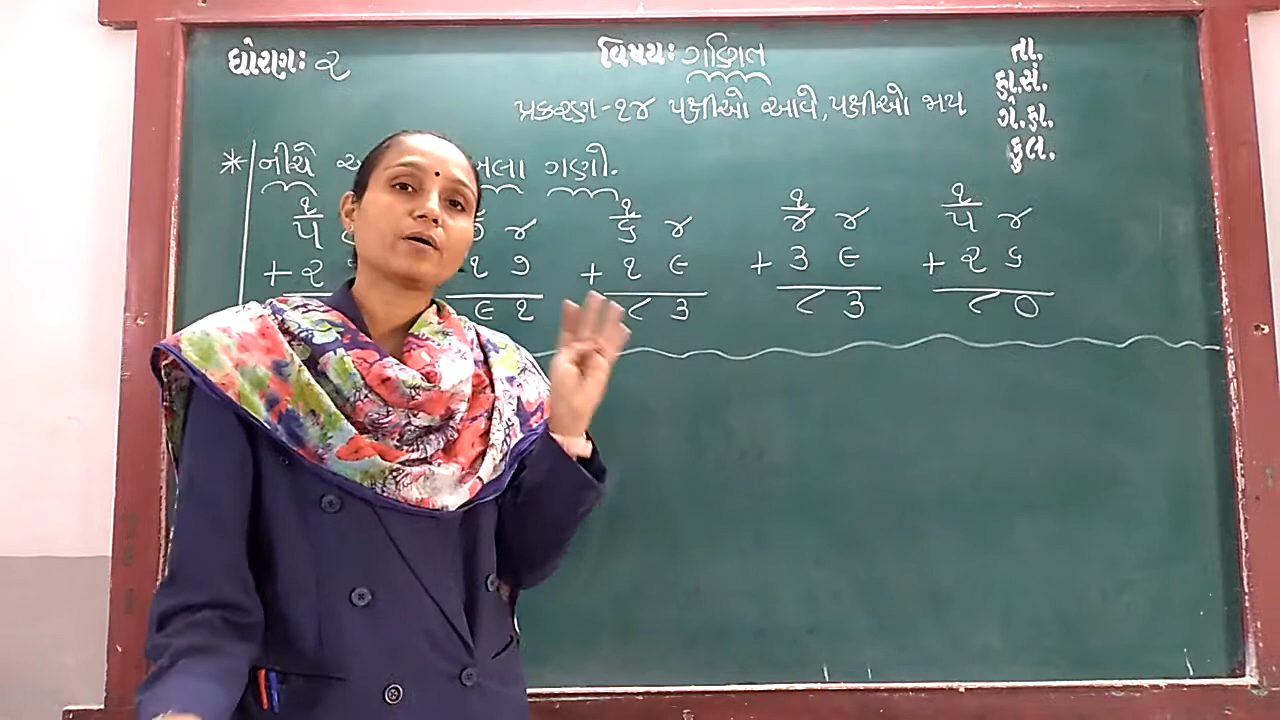 ધોરણઃ ૨ વિષયઃ ગણિત તા.
હા.સં.
પ્રકરણ-૧૪ પક્ષીઓ આવે, પક્ષીઓ જાય ગે.હા.
કુલ.
* નીચે ગણો.
૧ ૧ ૧ ૧
૫ ૪ ૬ ૪ ૪ ૪ ૫ ૪
+ ૨ ૧ ૭ + ૧ ૯ + ૩ ૯ + ૨ ૬
૯ ૧ ૮ ૩ ૮ ૩ ૮ ૦